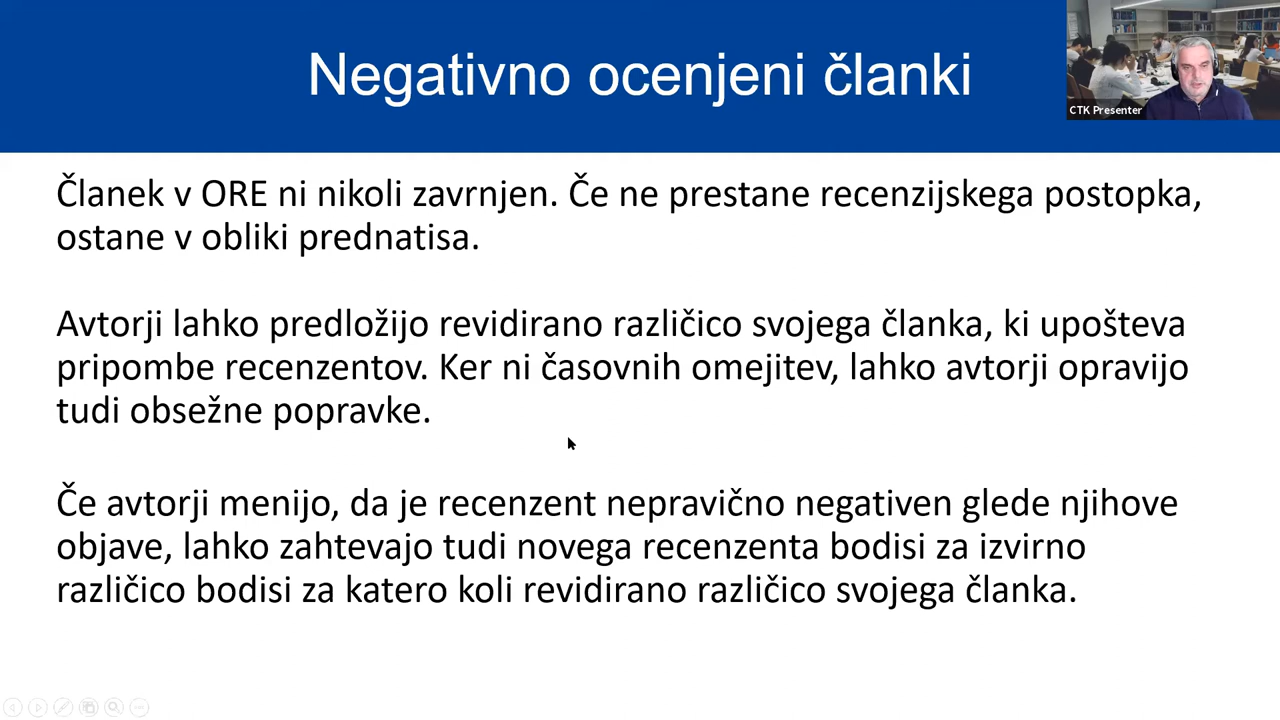 Negativno ocenjeni članki
CTK Presenter
Članek v ORE ni nikoli zavrnjen. Če ne prestane recenzijskega postopka,
ostane v obliki prednatisa.
Avtorji lahko predložijo revidirano različico svojega članka, ki upošteva
pripombe recenzentov. Ker ni časovnih omejitev, lahko avtorji opravijo
tudi obsežne popravke.
Če avtorji menijo, da je recenzent nepravično negativen glede njihove
objave, lahko zahtevajo tudi novega recenzenta bodisi za izvirno
različico bodisi za katero koli revidirano različico svojega članka.